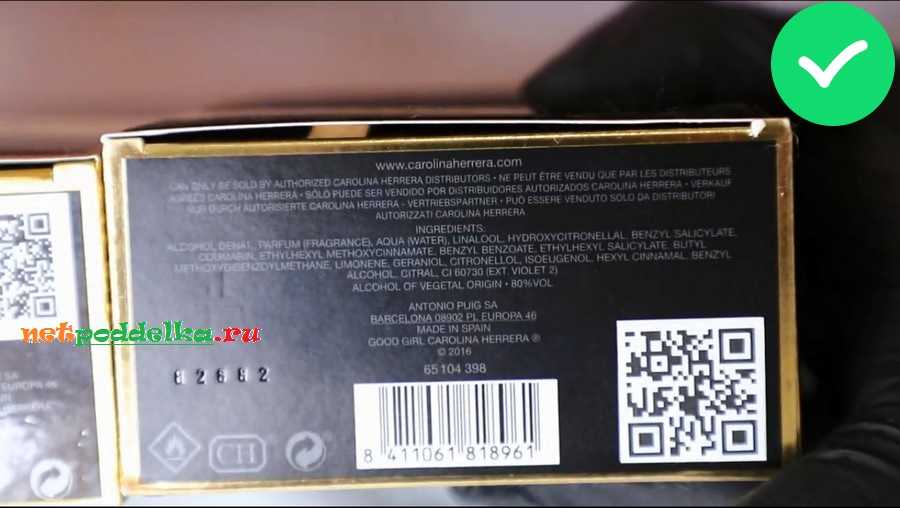 www.carolinaherrera.com
CAN ONLY BE SOLD BY AUTHORIZED CAROLINA HERRERA DISTRIBUTORS • NE PEUT ÊTRE VENDU QUE PAR LES DISTRIBUTEURS
AGRÉÉS CAROLINA HERRERA • SÓLO PUEDE SER VENDIDO POR DISTRIBUIDORES AUTORIZADOS CAROLINA HERRERA • VERKAUF
NUR DURCH AUTORISIERTE CAROLINA HERRERA - VERTRIEBSPARTNER • PUÒ ESSERE VENDUTO SOLO DA DISTRIBUTORI
AUTORIZZATI CAROLINA HERRERA
INGREDIENTS:
ALCOHOL DENAT., PARFUM (FRAGRANCE), AQUA (WATER), LINALOOL, HYDROXYCITRONELLAL, BENZYL SALICYLATE,
COUMARIN, ETHYLHEXYL METHOXYCINNAMATE, BENZYL BENZOATE, ETHYLHEXYL SALICYLATE, BUTYL
METHOXYDIBENZOYLMETHANE, LIMONENE, GERANIOL, CITRONELLOL, ISOEUGENOL, HEXYL CINNAMAL, BENZYL
ALCOHOL, CITRAL, CI 60730 (EXT. VIOLET 2)
ALCOHOL OF VEGETAL ORIGIN • 80%VOL
ANTONIO PUIG SA
BARCELONA 08902 PL EUROPA 46
MADE IN SPAIN
GOOD GIRL CAROLINA HERRERA ®
© 2016
65104398
82682
CH
8 411061 818961
netpoddelka.ru
SA
EUROPA 46